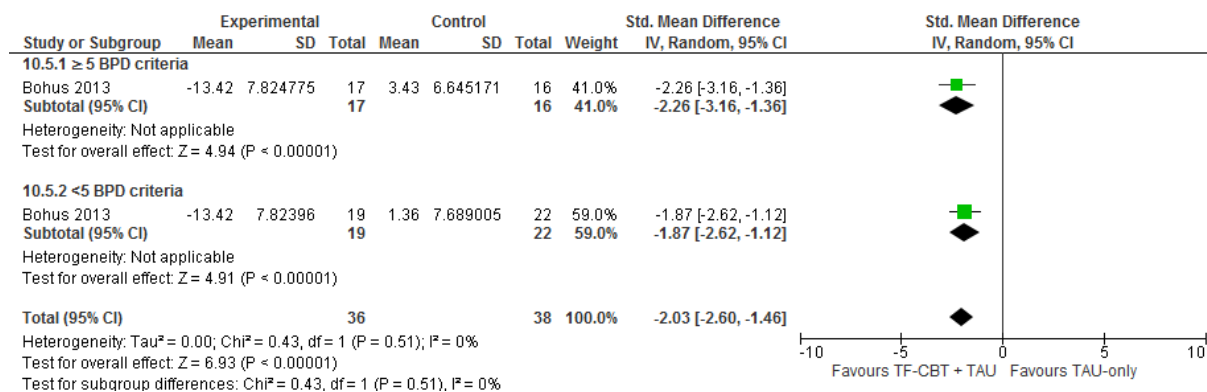 Experimental Control Std. Mean Difference Std. Mean Difference
Study or Subgroup Mean SD Total Mean SD Total Weight IV, Random, 95% CI IV, Random, 95% CI
10.5.1 ≥ 5 BPD criteria
Bohus 2013 -13.42 7.824775 17 3.43 6.645171 16 41.0% -2.26 [-3.16, -1.36]
Subtotal (95% CI) 17 16 41.0% -2.26 [-3.16, -1.36]
Heterogeneity: Not applicable
Test for overall effect: Z = 4.94 (P < 0.00001)
10.5.2 <5 BPD criteria
Bohus 2013 -13.42 7.82396 19 1.36 7.689005 22 59.0% -1.87 [-2.62, -1.12]
Subtotal (95% CI) 19 22 59.0% -1.87 [-2.62, -1.12]
Heterogeneity: Not applicable
Test for overall effect: Z = 4.91 (P < 0.00001)
Total (95% CI) 36 38 100.0% -2.03 [-2.60, -1.46]
Heterogeneity: Tau² = 0.00; Chi² = 0.43, df = 1 (P = 0.51); I² = 0%
Test for overall effect: Z = 6.93 (P < 0.00001)
Test for subgroup differences: Chi² = 0.43, df = 1 (P = 0.51), I² = 0%
-10 -5 0 5 10
Favours TF-CBT + TAU Favours TAU-only